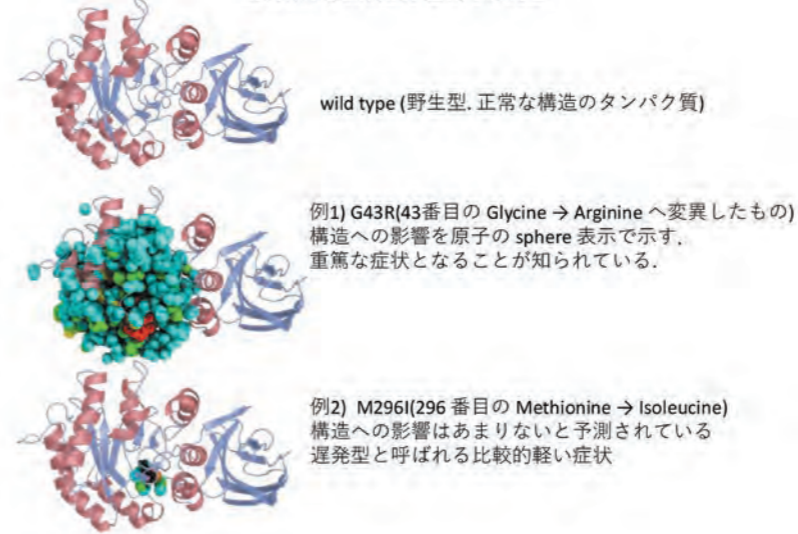 wild type (野生型. 正常な構造のタンパク質)
例1) G43R(43番目の Glycine → Arginine へ変異したもの)
構造への影響を原子の sphere 表示で示す.
重篤な症状となることが知られている.
例2) M296I(296 番目の Methionine → Isoleucine)
構造への影響はあまりないと予測されている
遅発型と呼ばれる比較的軽い症状